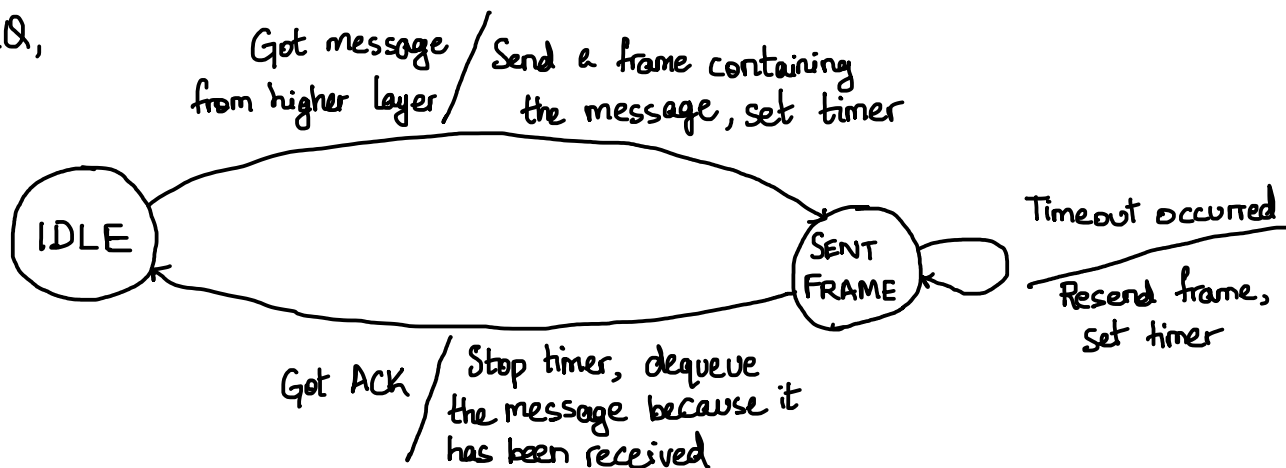 Q,
Got message
from higher layer
Send a frame containing
the message, set timer
IDLE
SENT
FRAME
Timeout occurred
Resend frame,
set timer
Got ACK
Stop timer, dequeue
the message because it
has been received